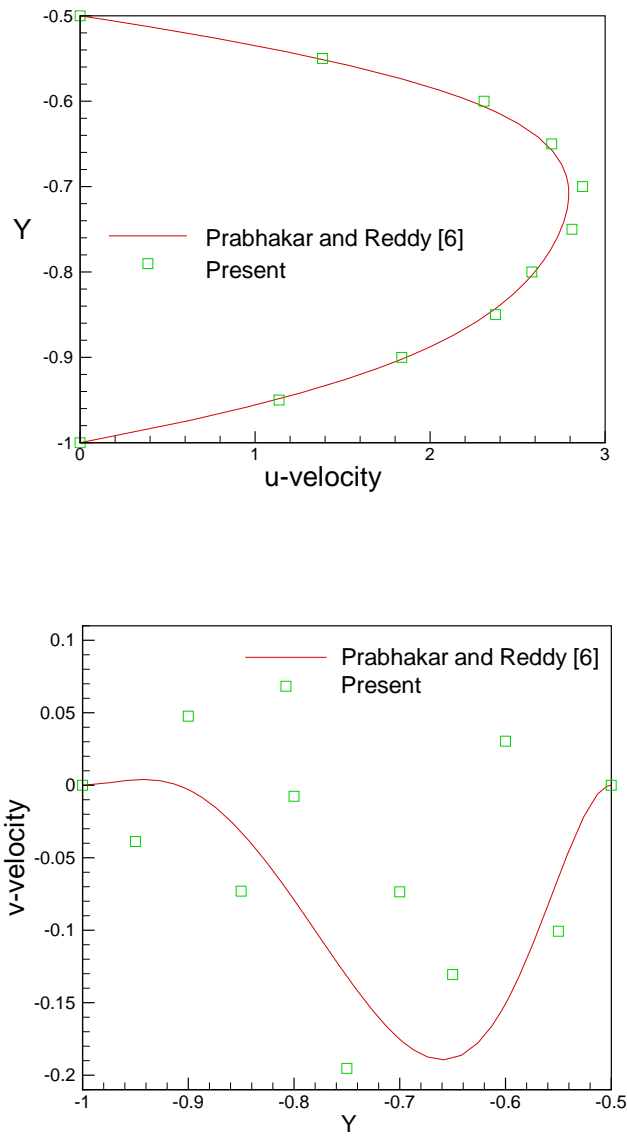 -0.5
-0.6
-0.7
Y
Prabhakar and Reddy [6]
Present
-0.8
-0.9
-1
0
1
2
3
u-velocity
0.1
Prabhakar and Reddy [6]
Present
0.05
0
-0.05
v-velocity
-0.1
-0.15
-0.2
-1
-0.9
-0.8
-0.7
-0.6
-0.5
Y